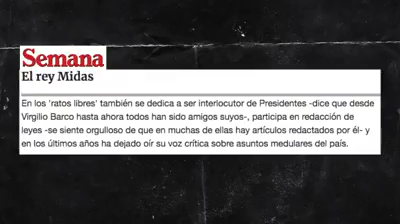 Semana
El rey Midas
En los 'ratos libres' también se dedica a ser interlocutor de Presidentes -dice que desde
Virgilio Barco hasta ahora todos han sido amigos suyos-, participa en redacción de
leyes -se siente orgulloso de que en muchas de ellas hay artículos redactados por él- y
en los últimos años ha dejado oír su voz crítica sobre asuntos medulares del país.